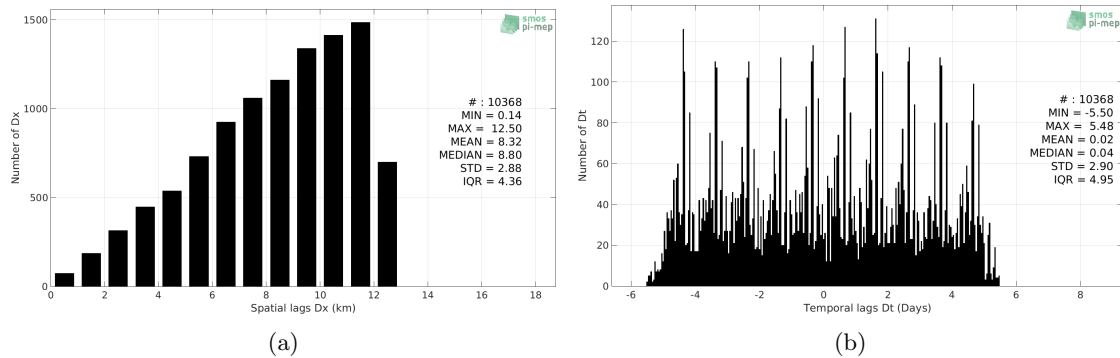 1500
1000
500
0
Number of Dx
0 2 4 6 8 10 12 14 16 18
Spatial lags Dx (km)
smos
pi-mep
# : 10368
MIN = 0.14
MAX = 12.50
MEAN = 8.32
MEDIAN = 8.80
STD = 2.88
IQR = 4.36
(a)
120
100
80
60
40
20
0
Number of Dt
-6 -4 -2 0 2 4 6 8
Temporal lags Dt (Days)
smos
pi-mep
# : 10368
MIN = -5.50
MAX = 5.48
MEAN = 0.02
MEDIAN = 0.04
STD = 2.90
IQR = 4.95
(b)